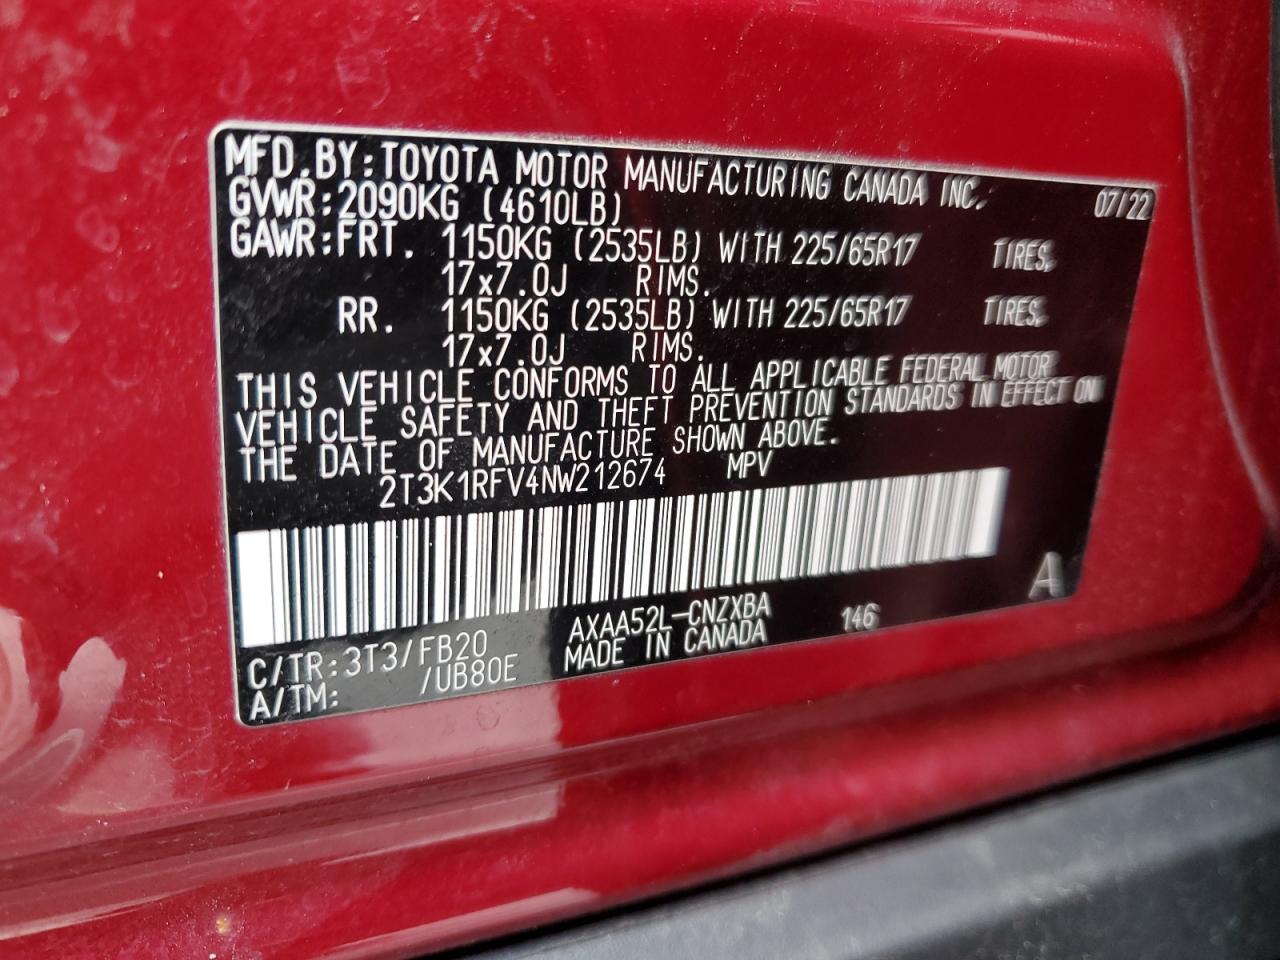 MFD.BY:TOYOTA MOTOR MANUFACTURING CANADA INC. 07/22
GVWR:2090KG (4610LB)
GAWR:FRT. 1150KG (2535LB) WITH 225/65R17 TIRES,
17x7.0J RIMS.
RR. 1150KG (2535LB) WITH 225/65R17 TIRES,
17x7.0J RIMS.
THIS VEHICLE CONFORMS TO ALL APPLICABLE FEDERAL MOTOR
VEHICLE SAFETY AND THEFT PREVENTION STANDARDS IN EFFECT ON
THE DATE OF MANUFACTURE SHOWN ABOVE.
2T3K1RFV4NW212674 MPV
A
C/TR:3T3/FB20 AXAA52L-CNZXBA 146
A/TM: /UB80E MADE IN CANADA